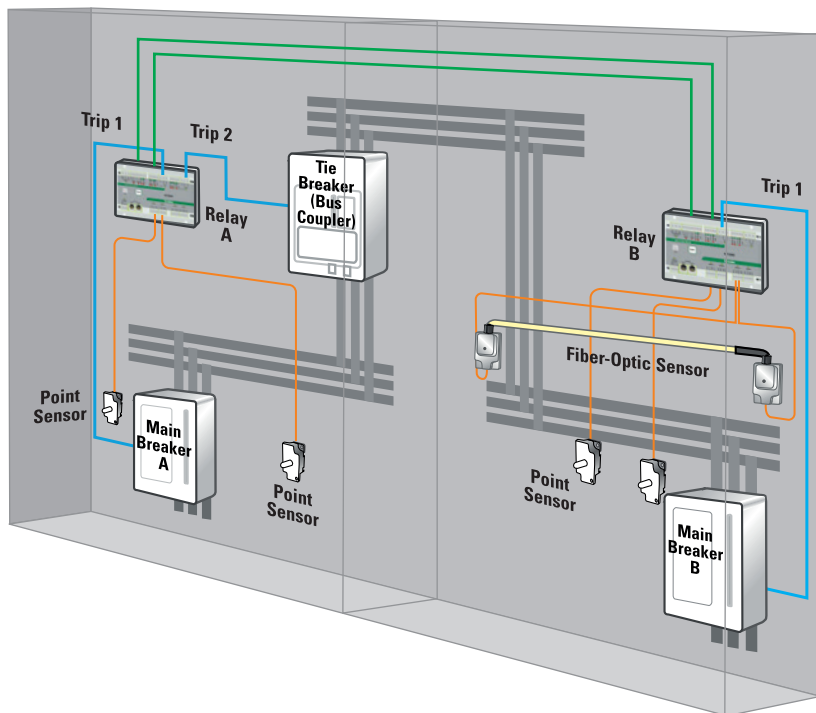 Trip 1
Trip 2
Tie
Breaker
(Bus
Coupler)
Relay
A
Trip 1
Relay
B
Fiber-Optic Sensor
Point
Sensor
Main
Breaker
A
Point
Sensor
Point
Sensor
Main
Breaker
B